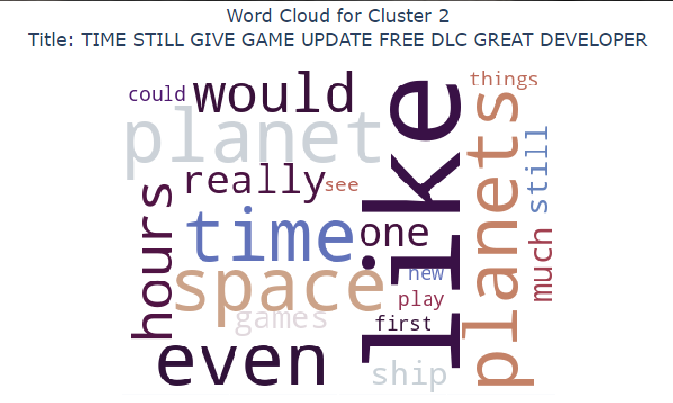 Word Cloud for Cluster 2
Title: TIME STILL GIVE GAME UPDATE FREE DLC GREAT DEVELOPER
could
would
like
things
planet
planets
still
really
see
hours
time
one
space
new
much
play
games
first
even
ship